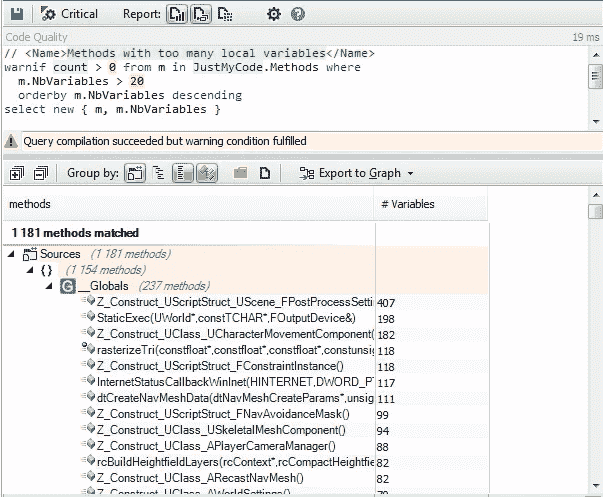 Critical Report:
Code Quality 19 ms
// <Name>Methods with too many local variables</Name>
warnif count > 0 from m in JustMyCode.Methods where
m.NbVariables > 20
orderby m.NbVariables descending
select new { m, m.NbVariables }
Query compilation succeeded but warning condition fulfilled
Group by: Export to Graph
methods # Variables
1 181 methods matched
Sources (1 181 methods)
{} (1 154 methods)
G __Globals (237 methods)
Z_Construct_UScriptStruct_UScene_FPostProcessSetti 407
StaticExec(UWorld*,constTCHAR*,FOutputDevice&) 198
Z_Construct_UClass_UCharacterMovementComponent( 182
rasterizeTri(constfloat*,constfloat*,constfloat*,constunsig 118
Z_Construct_UScriptStruct_FConstraintInstance() 118
InternetStatusCallbackWinInet(HINTERNET,DWORD_PT 117
dtCreateNavMeshData(dtNavMeshCreateParams*,unsig 111
Z_Construct_UScriptStruct_FNavAvoidanceMask() 99
Z_Construct_UClass_USkeletalMeshComponent() 94
Z_Construct_UClass_APlayerCameraManager() 88
rcBuildHeightfieldLayers(rcContext*,rcCompactHeightfie 82
Z_Construct_UClass_ARecastNavMesh() 82
Z_Construct_UClass_AWorldSettings()